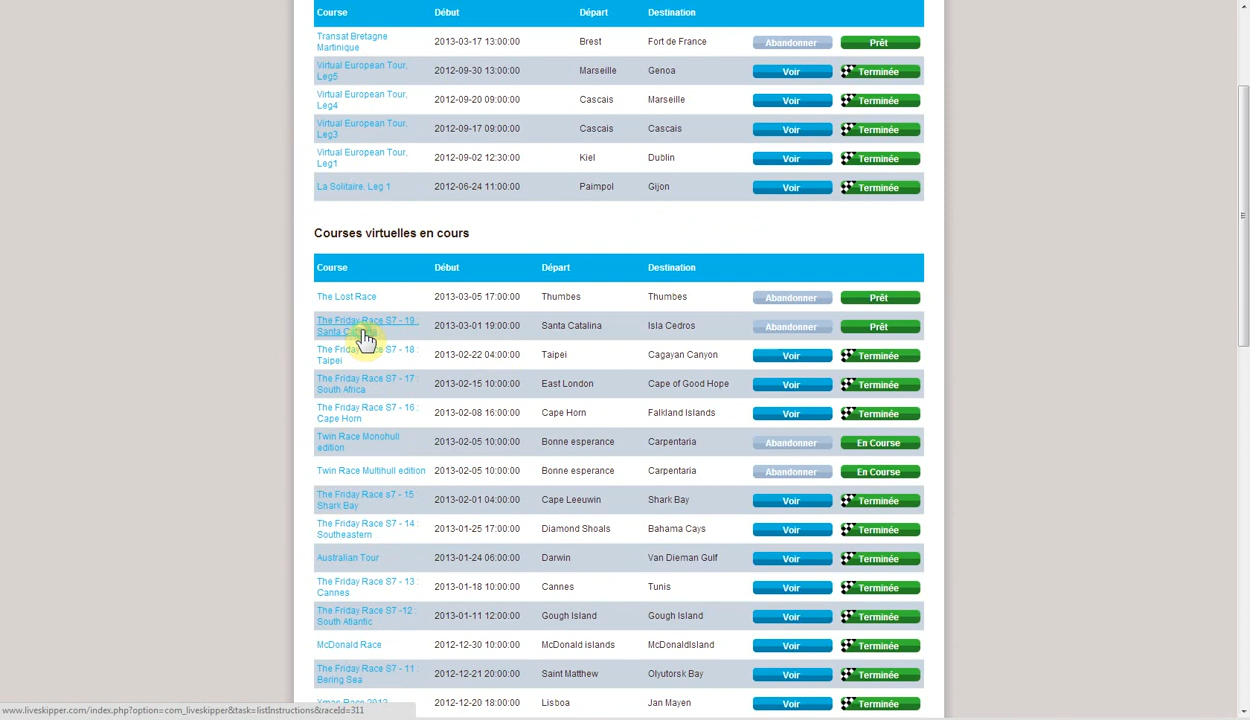 Course Début Départ Destination
Transat Bretagne
Martinique 2013-03-17 13:00:00 Brest Fort de France Abandonner Prêt
Virtual European Tour,
Leg5 2012-09-30 13:00:00 Marseille Genoa Voir Terminée
Virtual European Tour,
Leg4 2012-09-20 09:00:00 Cascais Marseille Voir Terminée
Virtual European Tour,
Leg3 2012-09-17 09:00:00 Cascais Cascais Voir Terminée
Virtual European Tour,
Leg1 2012-09-02 12:30:00 Kiel Dublin Voir Terminée
La Solitaire, Leg 1 2012-06-24 11:00:00 Paimpol Gijon Voir Terminée
Courses virtuelles en cours
Course Début Départ Destination
The Lost Race 2013-03-05 17:00:00 Thumbes Thumbes Abandonner Prêt
The Friday Race S7 - 19 :
Santa Catalina 2013-03-01 19:00:00 Santa Catalina Isla Cedros Abandonner Prêt
The Friday Race S7 - 18 :
Taipei 2013-02-22 04:00:00 Taipei Cagayan Canyon Voir Terminée
The Friday Race S7 - 17 :
South Africa 2013-02-15 10:00:00 East London Cape of Good Hope Voir Terminée
The Friday Race S7 - 16 :
Cape Horn 2013-02-08 16:00:00 Cape Horn Falkland Islands Voir Terminée
Twin Race Monohull
edition 2013-02-05 10:00:00 Bonne esperance Carpentaria Abandonner En Course
Twin Race Multihull edition 2013-02-05 10:00:00 Bonne esperance Carpentaria Abandonner En Course
The Friday Race s7 - 15
Shark Bay 2013-02-01 04:00:00 Cape Leeuwin Shark Bay Voir Terminée
The Friday Race S7 - 14 :
Southeastern 2013-01-25 17:00:00 Diamond Shoals Bahama Cays Voir Terminée
Australian Tour 2013-01-24 06:00:00 Darwin Van Dieman Gulf Voir Terminée
The Friday Race S7 - 13 :
Cannes 2013-01-18 10:00:00 Cannes Tunis Voir Terminée
The Friday Race S7 -12 :
South Atlantic 2013-01-11 12:00:00 Gough Island Gough Island Voir Terminée
McDonald Race 2012-12-30 10:00:00 McDonald islands McDonaldIsland Voir Terminée
The Friday Race S7 - 11 :
Bering Sea 2012-12-21 20:00:00 Saint Matthew Olyutorsk Bay Voir Terminée
Xmas Race 2012 2012-12-20 18:00:00 Lisboa Jan Mayen Voir Terminée
www.liveskipper.com/index.php?option=com_liveskipper&task=listInstructions&raceId=311